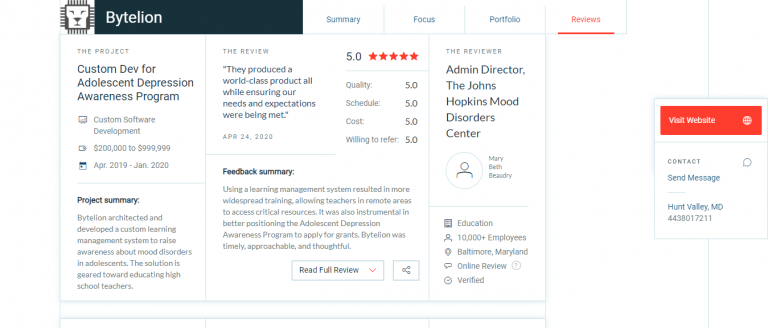 Bytelion
Summary
Focus
Portfolio
Reviews
THE PROJECT
Custom Dev for
Adolescent Depression
Awareness Program
Custom Software
Development
$200,000 to $999,999
Apr. 2019 - Jan. 2020
Project summary:
Bytelion architected and
developed a custom learning
management system to raise
awareness about mood disorders
in adolescents. The solution is
geared toward educating high
school teachers.
THE REVIEW
"They produced a
world-class product all
while ensuring our
needs and expectations
were being met."
APR 24, 2020
5.0
Quality: 5.0
Schedule: 5.0
Cost: 5.0
Willing to refer: 5.0
Feedback summary:
Using a learning management system resulted in more
widespread training, allowing teachers in remote areas
to access critical resources. It was also instrumental in
better positioning the Adolescent Depression
Awareness Program to apply for grants. Bytelion was
timely, approachable, and thoughtful.
Read Full Review
THE REVIEWER
Admin Director,
The Johns
Hopkins Mood
Disorders
Center
Mary
Beth
Beaudry
Education
10,000+ Employees
Baltimore, Maryland
Online Review ?
Verified
Visit Website
CONTACT
Send Message
Hunt Valley, MD
4438017211